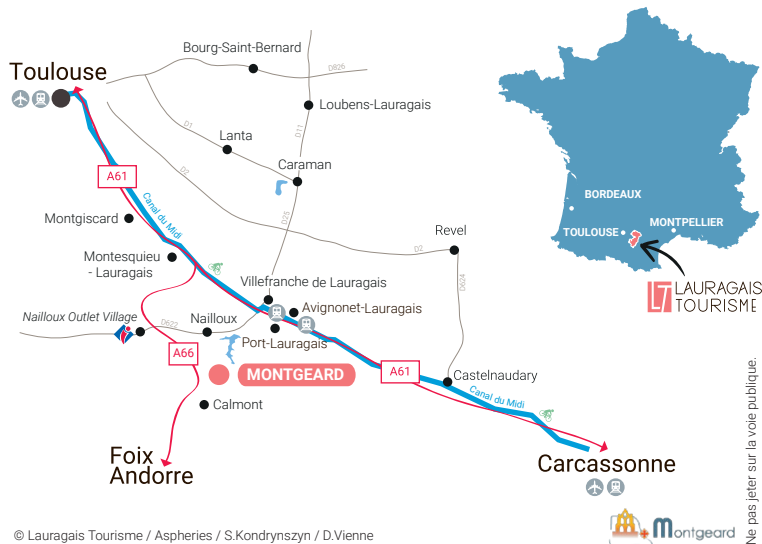 Bourg-Saint-Bernard
D826
Toulouse
Loubens-Lauragais
D11
D1
Lanta
Caraman
A61
D2
Canal du Midi
D25
BORDEAUX
Montgiscard
TOULOUSE
MONTPELLIER
Revel
D2
Montesquieu
- Lauragais
D624
Villefranche de Lauragais
LT
LAURAGAIS
TOURISME
Avignonet-Lauragais
Nailloux Outlet Village
D622
Nailloux
Port-Lauragais
A66
MONTGEARD
A61
Castelnaudary
Canal du Midi
Calmont
Foix
Andorre
Carcassonne
Ne pas jeter sur la voie publique.
© Lauragais Tourisme / Aspheries / S.Kondrynszyn / D.Vienne
Montgeard